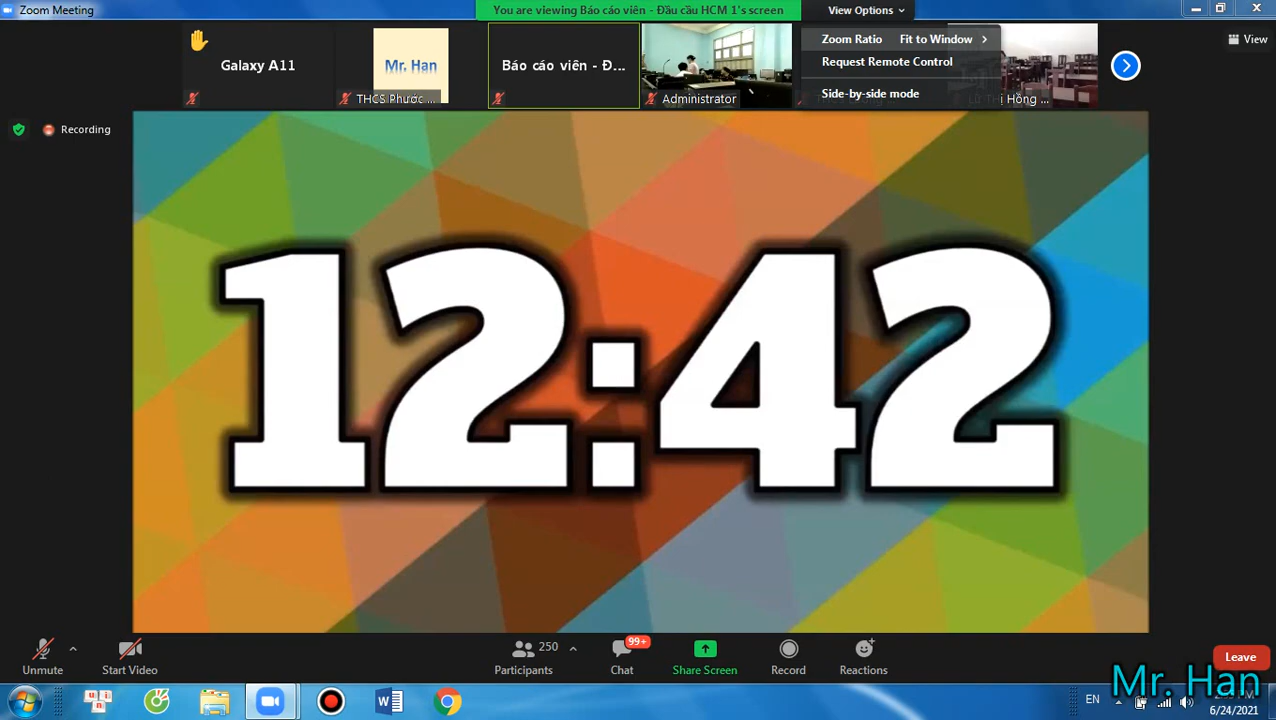 Zoom Meeting
You are viewing Báo cáo viên - Đầu cầu HCM 1's screen
View Options
Zoom Ratio Fit to Window
Request Remote Control
Side-by-side mode
View
Galaxy A11
Mr. Han
THCS Phước ...
Báo cáo viên - Đ...
Administrator
Lữ Thị Hồng ...
Recording
12:42
Unmute
Start Video
Participants
250
Chat
99+
Share Screen
Record
Reactions
Leave
Mr. Han
EN
6/24/2021